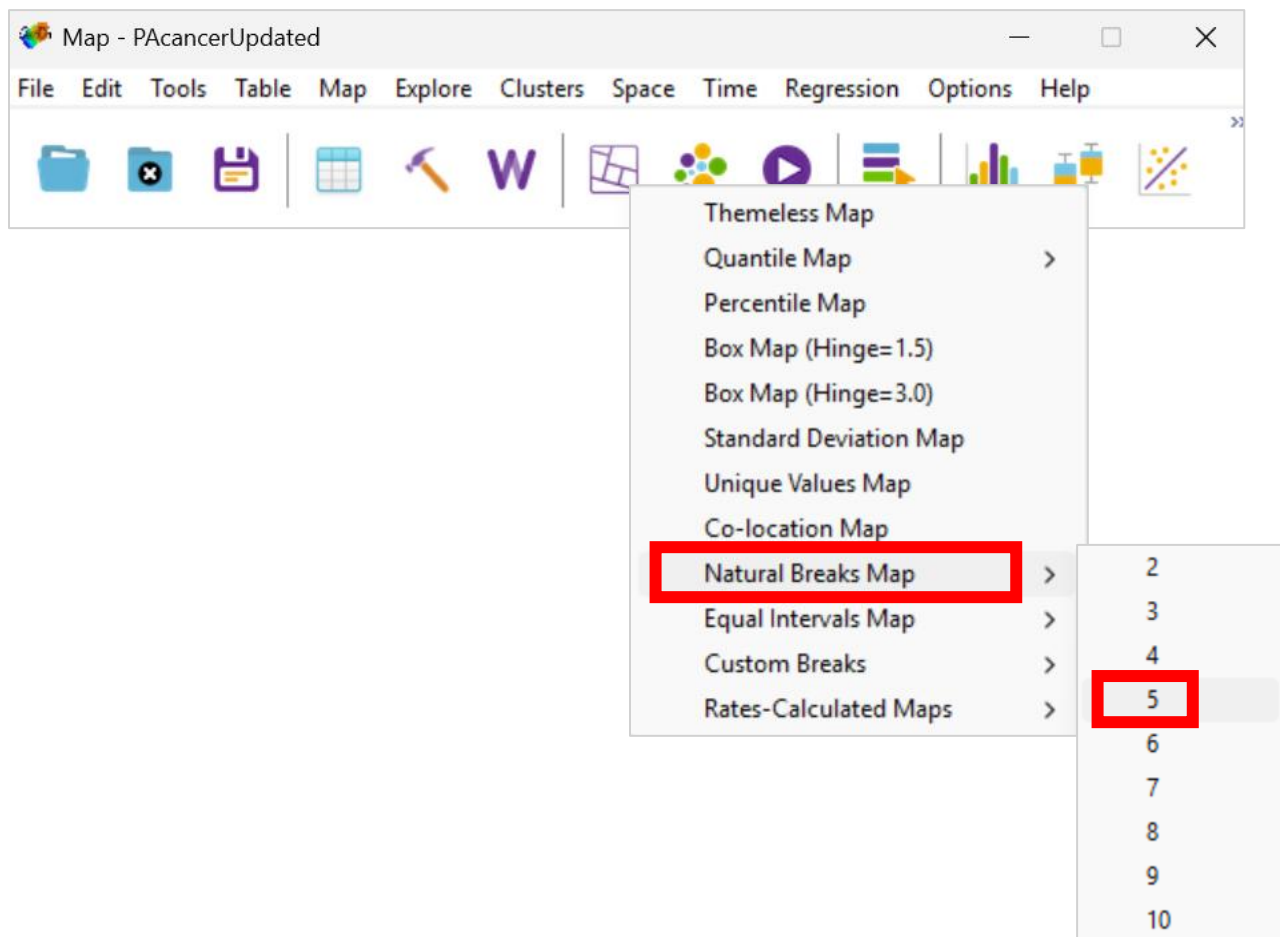 Map - PAcancerUpdated
File Edit Tools Table Map Explore Clusters Space Time Regression Options Help
W
Themeless Map
Quantile Map
Percentile Map
Box Map (Hinge=1.5)
Box Map (Hinge=3.0)
Standard Deviation Map
Unique Values Map
Co-location Map
Natural Breaks Map
Equal Intervals Map
Custom Breaks
Rates-Calculated Maps
2
3
4
5
6
7
8
9
10